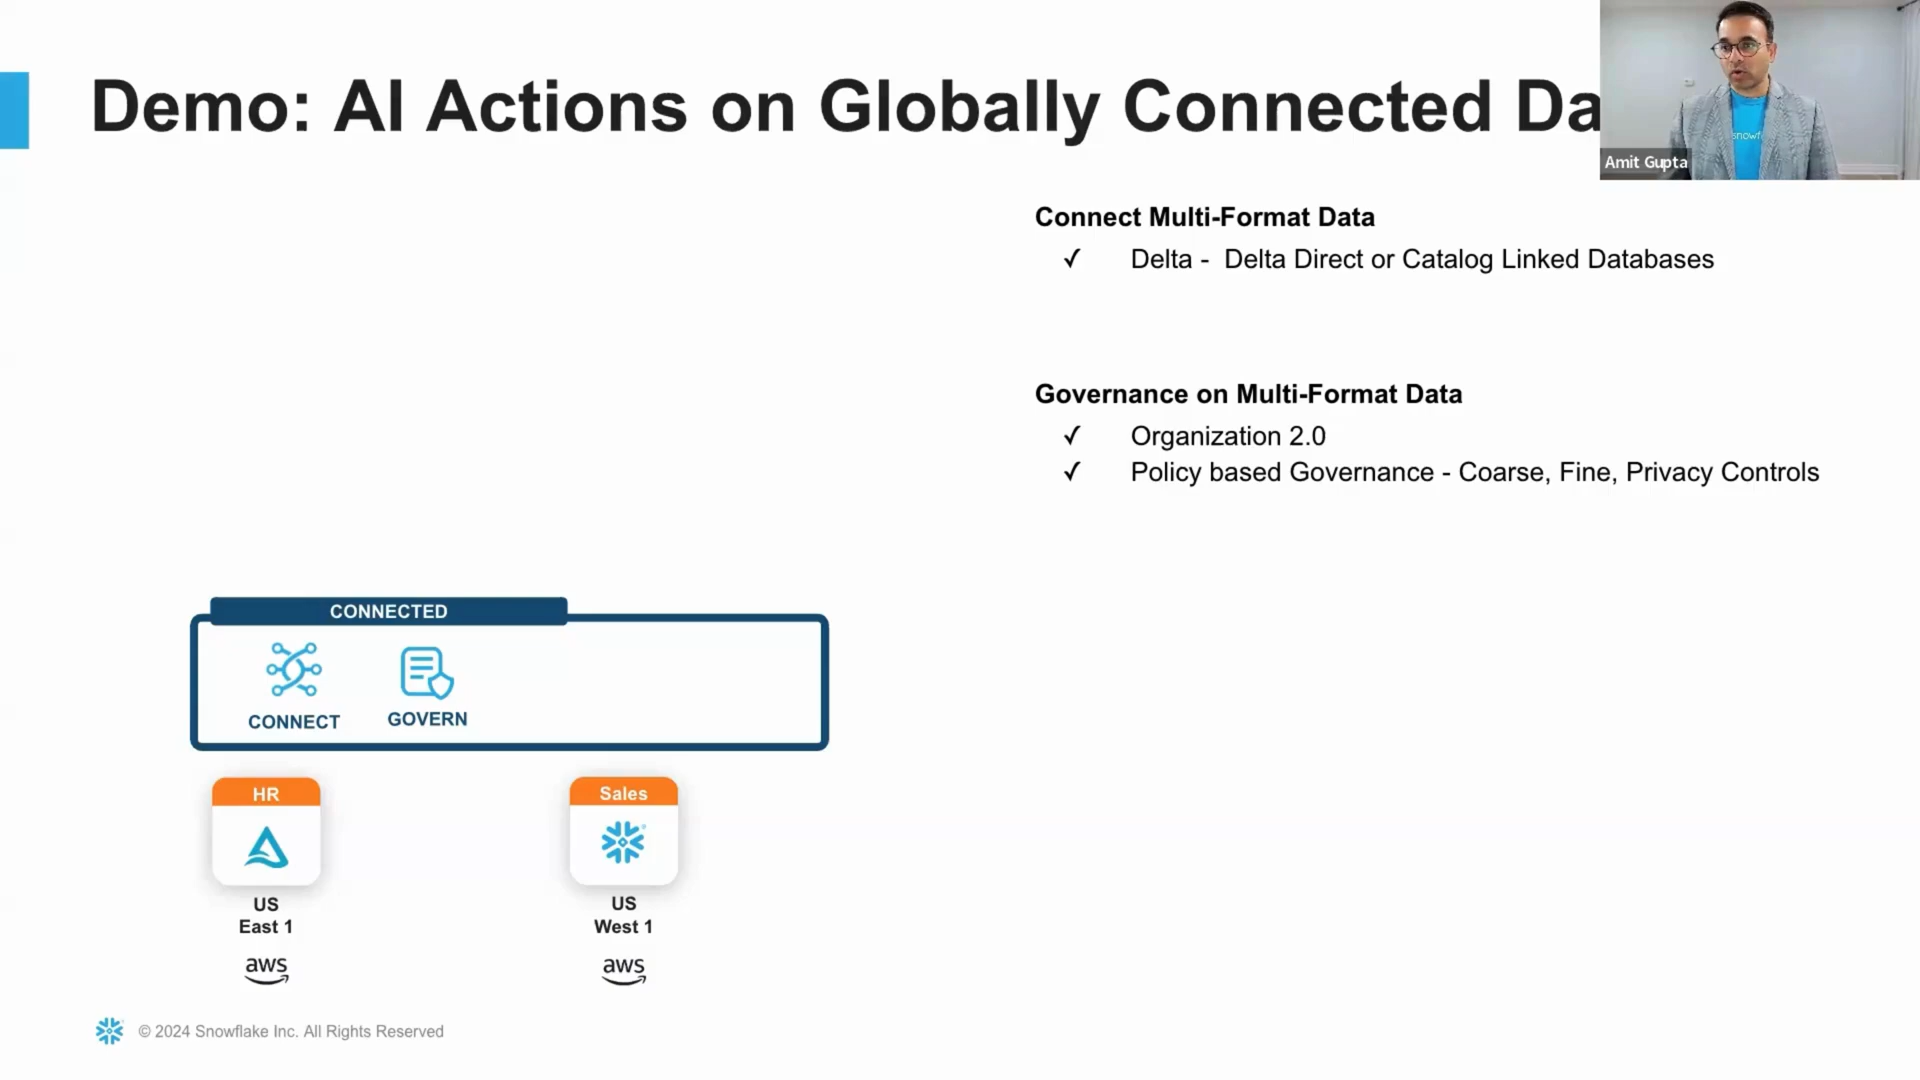 Demo: AI Actions on Globally Connected Da
snowf
Amit Gupta
Connect Multi-Format Data
✓ Delta - Delta Direct or Catalog Linked Databases
Governance on Multi-Format Data
✓ Organization 2.0
✓ Policy based Governance - Coarse, Fine, Privacy Controls
CONNECTED
CONNECT
GOVERN
HR
Sales
US
East 1
US
West 1
aws
aws
© 2024 Snowflake Inc. All Rights Reserved